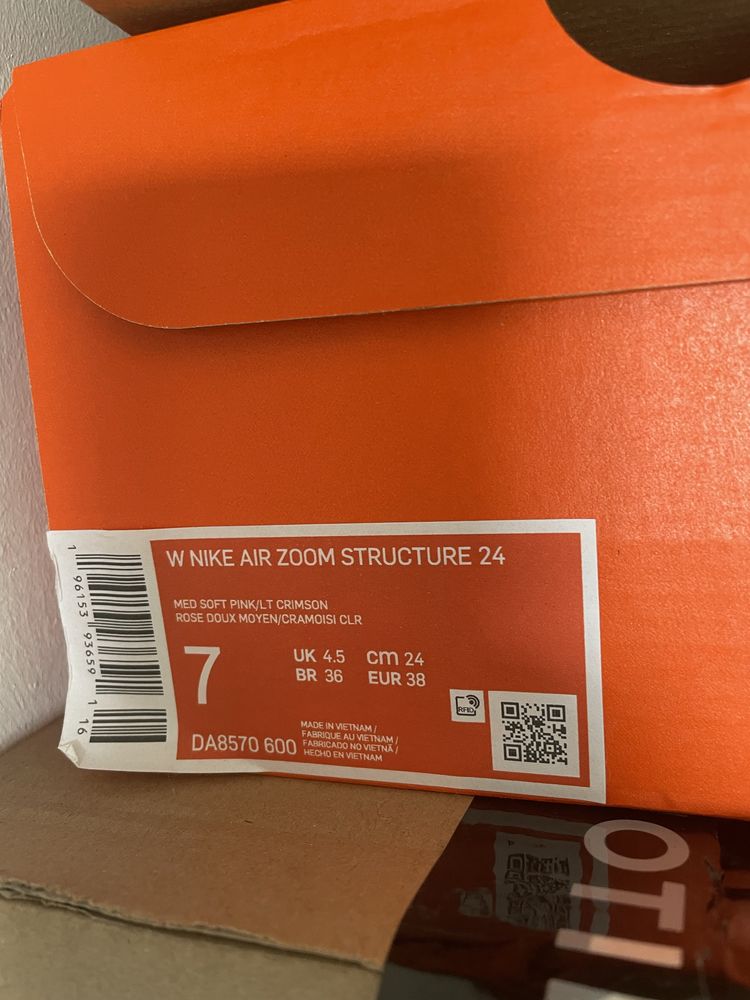 W NIKE AIR ZOOM STRUCTURE 24
MED SOFT PINK/LT CRIMSON
ROSE DOUX MOYEN/CRAMOISI CLR
7
UK 4.5 cm 24
BR 36 EUR 38
DA8570 600
MADE IN VIETNAM /
FABRIQUE AU VIETNAM /
FABRICADO NO VIETNÃ /
HECHO EN VIETNAM
RFID
1 96153 93659 1 16
OTI